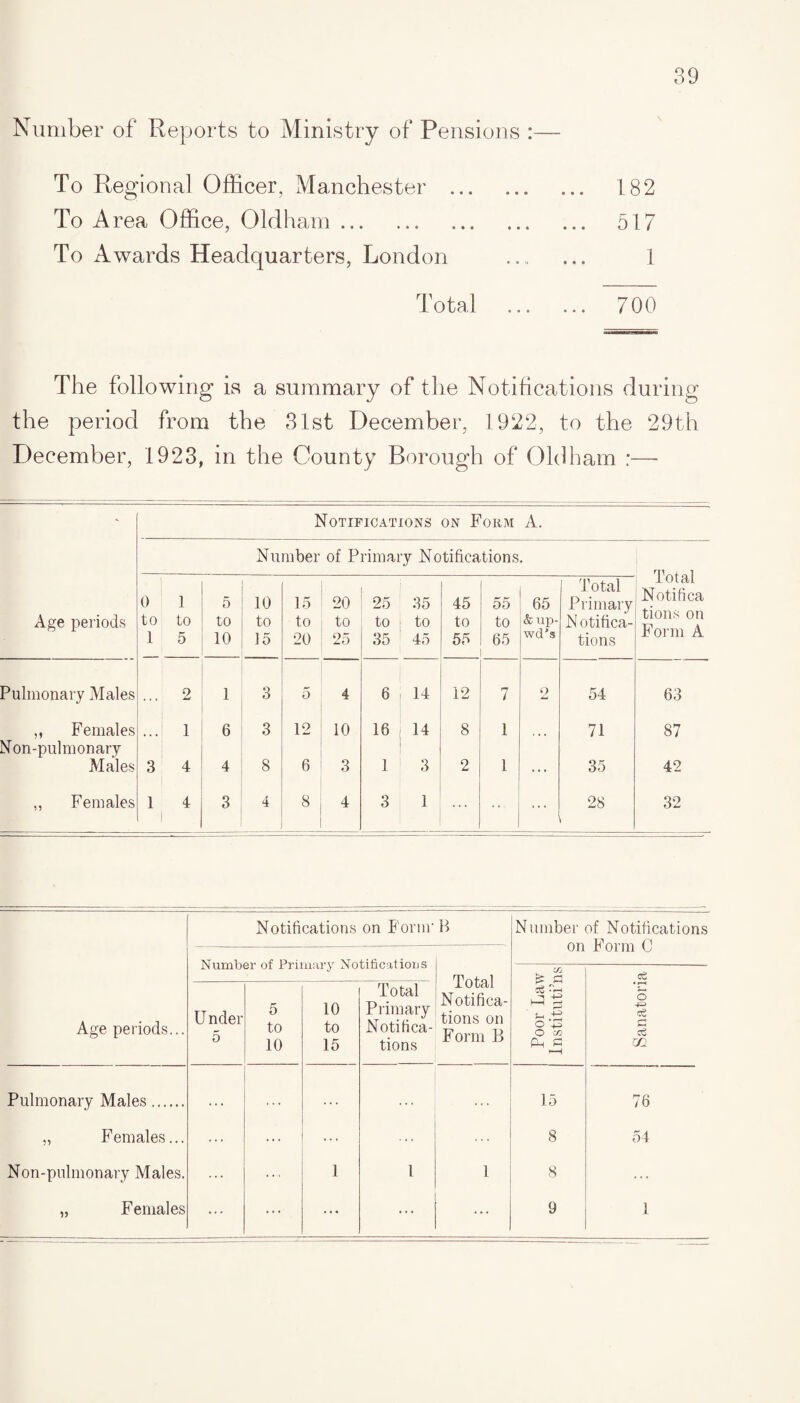 39
Number of Reports to Ministry of Pensions :—
To Regional Officer, Manchester ... ... ... 182
To Area Office, Oldham ... ... ... ... ... 517
To Awards Headquarters, London ... ... 1
Total ... ... 700
The following is a summary of the Notifications during
the period from the 31st December, 1922, to the 29th
December, 1923, in the County Borough of Oldham :—
Notifications on Form A.
Number of Primary Notifications.
Age periods | 0 to 1 | 1 to 5 | 5 to 10 | 10 to 15 | 15 to 20 | 20 to 25 | 25 to 35 | 35 to 45 | 45 to 55 | 55 to 65 | 65 & up-wd's | Total Primary Notifica-tions | Total Notifica tions on Form A
Pulmonary Males | ... | 2 | 1 | 3 | 5 | 4 | 6 | 14 | 12 | 7 | 2 | 54 | 63
,, Females | ... | 1 | 6 | 3 | 12 | 10 | 16 | 14 | 8 | 1 | ... | 71 | 87
Non-pulmonary
Males | 3 | 4 | 4 | 8 | 6 | 3 | 1 | 3 | 2 | 1 | ... | 35 | 42
,, Females | 1 | 4 | 3 | 4 | 8 | 4 | 3 | 1 | ... | .. | ... | 28 | 32
Notifications on Form B | Number of Notifications on Form C
Number of Primary Notifications
Age periods... | Under 5 | 5 to 10 | 10 to 15 | Total Primary Notifica-tions | Total Notifica-tions on Form B | Poor Law Instituti'ns | Sanatoria
Pulmonary Males ...... | ... | ... | ... | ... | ... | 15 | 76
,, Females... | ... | ... | ... | ... | ... | 8 | 54
Non-pulmonary Males. | ... | ... | 1 | 1 | 1 | 8 | ...
,, Females | ... | ... | ... | ... | ... | 9 | 1